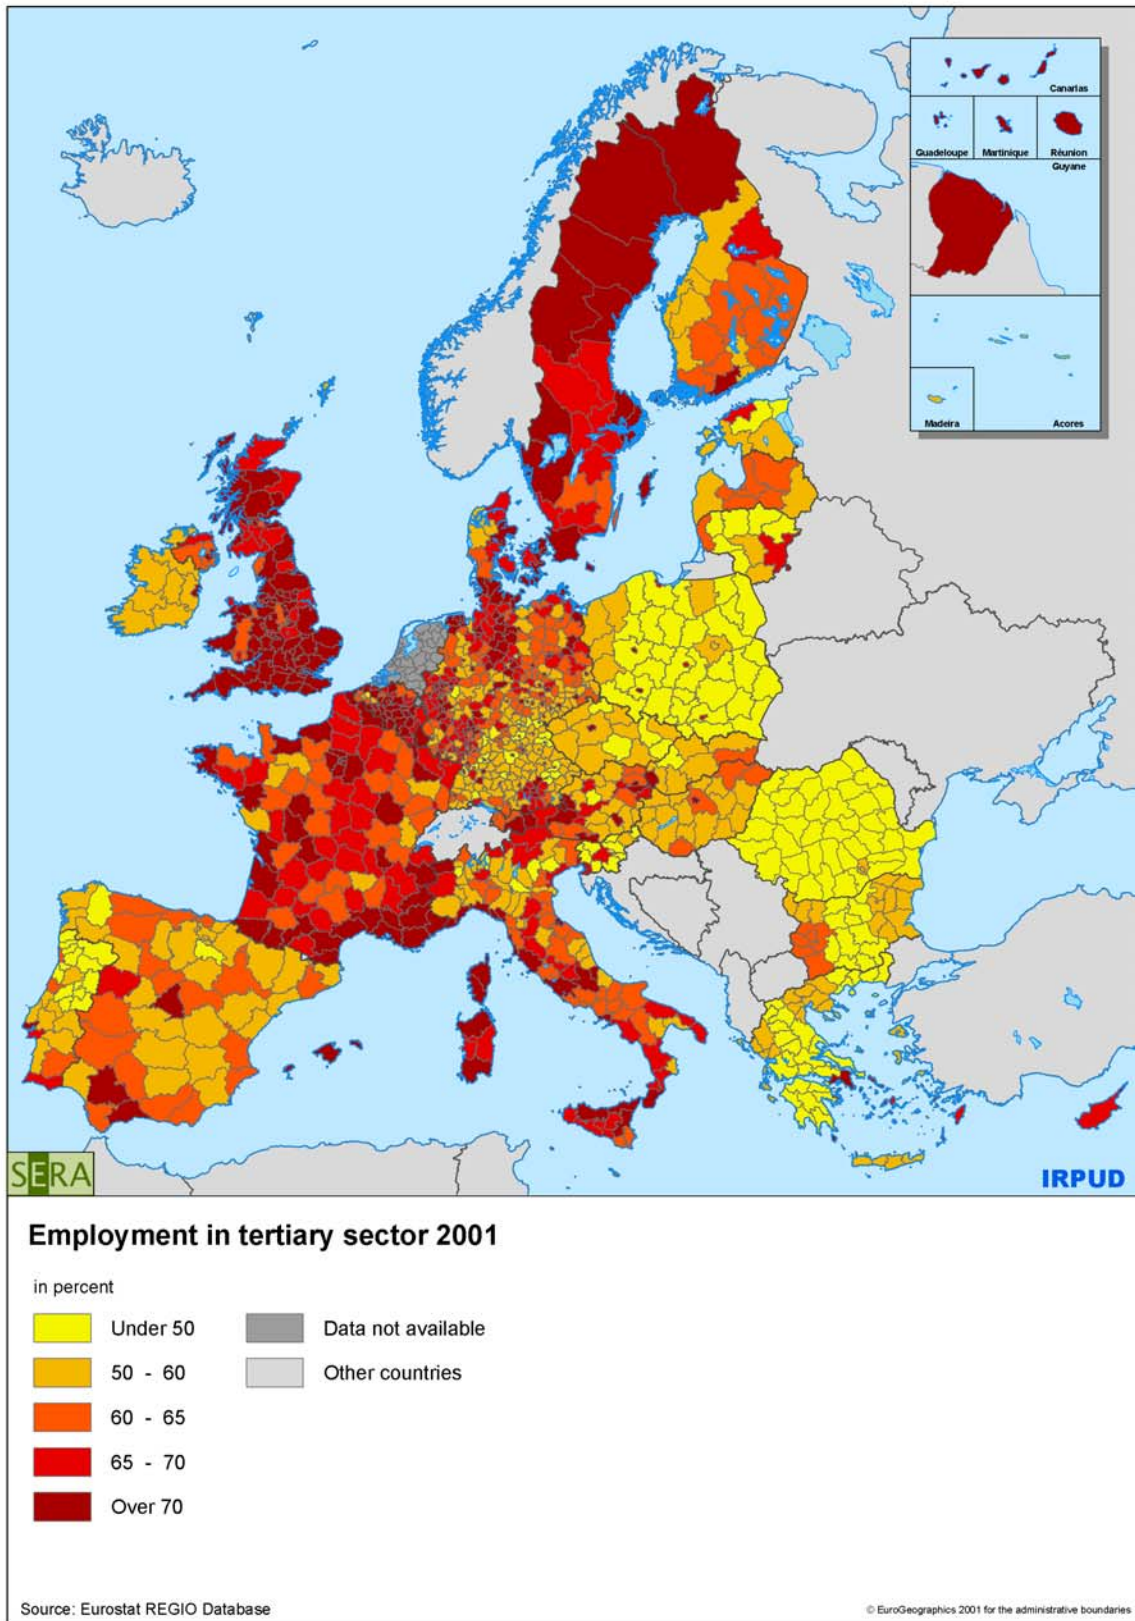 Canarias
Guadeloupe
Martinique
Réunion
Guyane
Madeira
Acores
SERA
IRPUD
Employment in tertiary sector 2001
in percent
Under 50
Data not available
50 - 60
Other countries
60 - 65
65 - 70
Over 70
Source: Eurostat REGIO Database
© EuroGeographics 2001 for the administrative boundaries